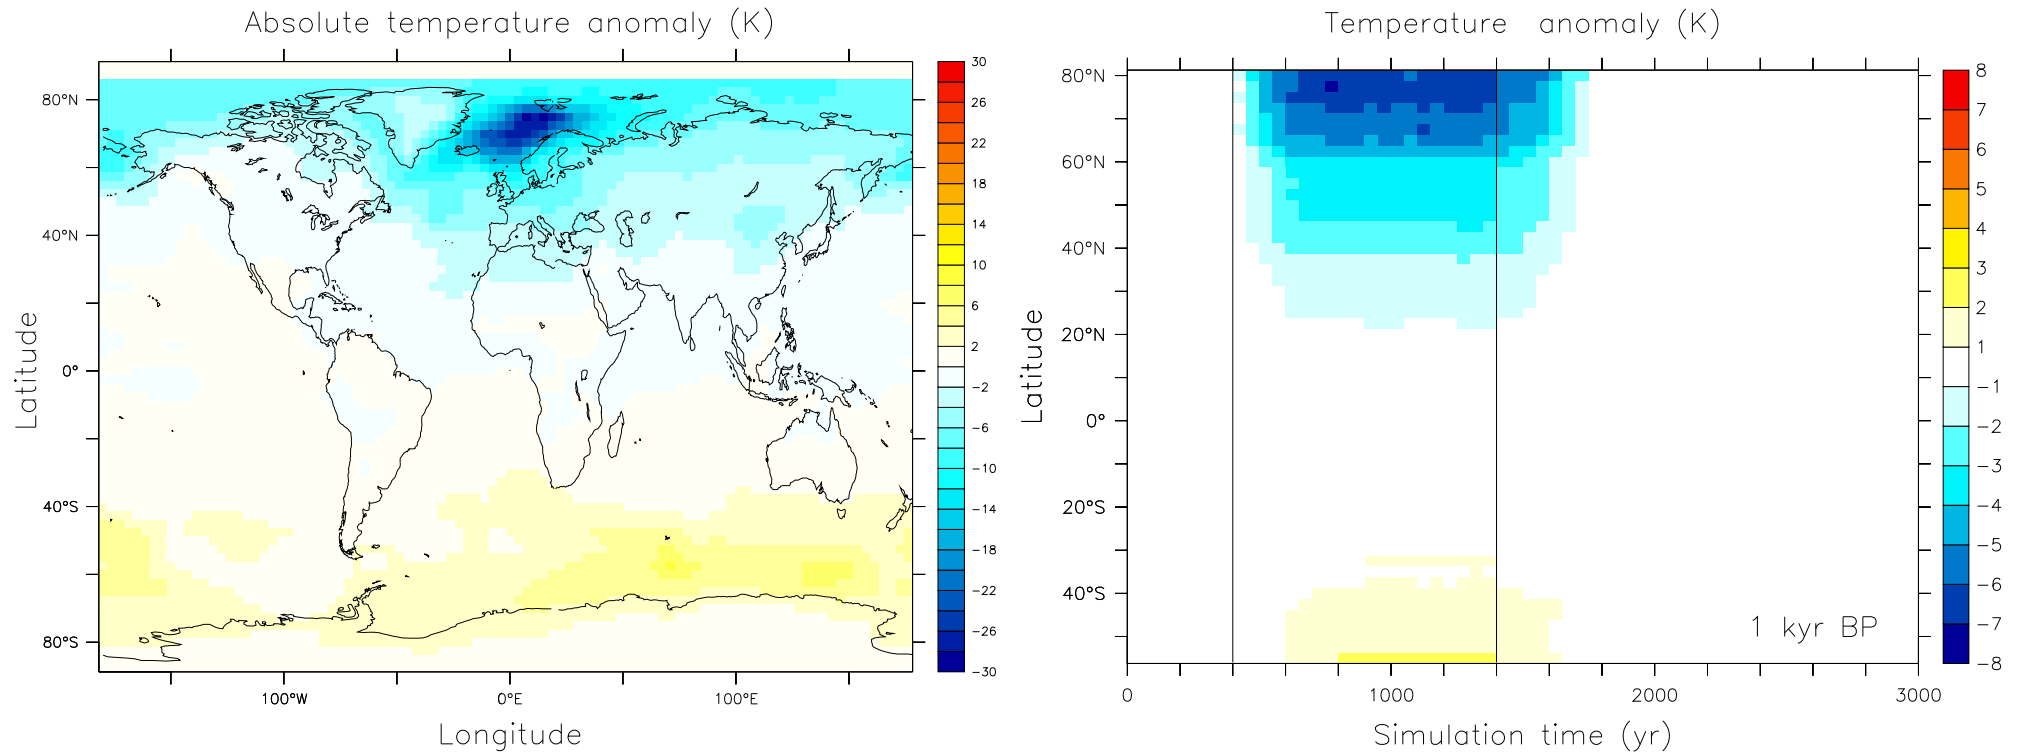 Absolute temperature anomaly (K)
80°N
40°N
0°
40°S
80°S
Latitude
100°W
0°E
100°E
Longitude
30
26
22
18
14
10
6
2
-2
-6
-10
-14
-18
-22
-26
-30
Temperature anomaly (K)
80°N
60°N
40°N
20°N
0°
20°S
40°S
Latitude
1 kyr BP
0
1000
2000
3000
Simulation time (yr)
8
7
6
5
4
3
2
1
-1
-2
-3
-4
-5
-6
-7
-8